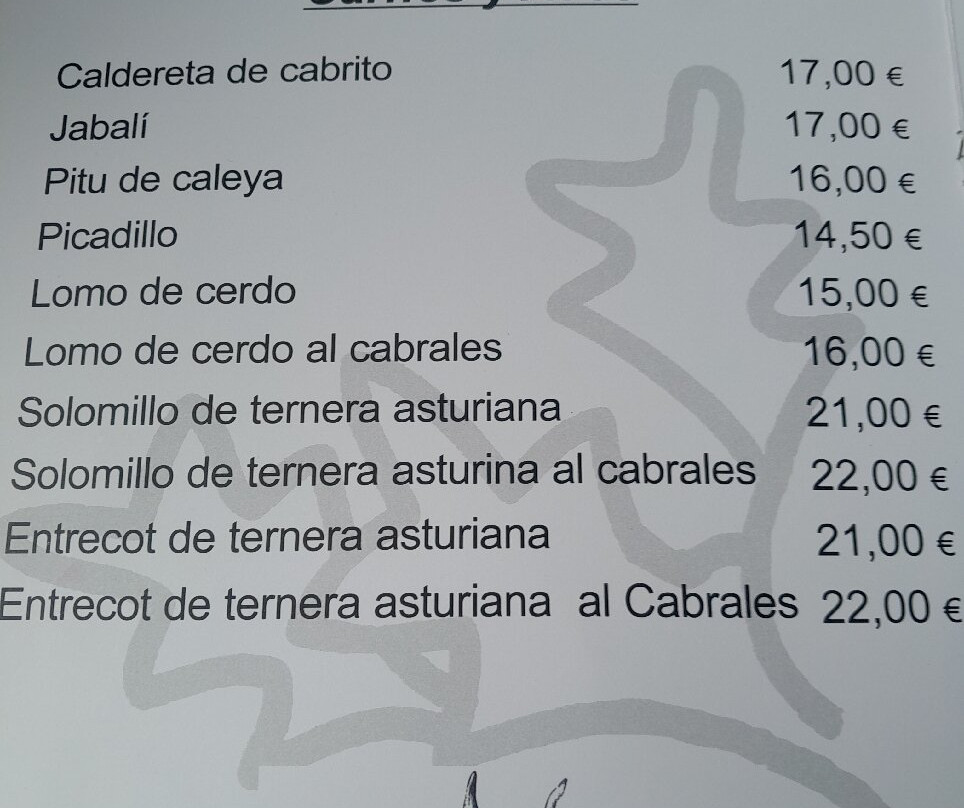 Caldereta de cabrito 17,00 €
Jabalí 17,00 €
Pitu de caleya 16,00 €
Picadillo 14,50 €
Lomo de cerdo 15,00 €
Lomo de cerdo al cabrales 16,00 €
Solomillo de ternera asturiana 21,00 €
Solomillo de ternera asturina al cabrales 22,00 €
Entrecot de ternera asturiana 21,00 €
Entrecot de ternera asturiana al Cabrales 22,00 €